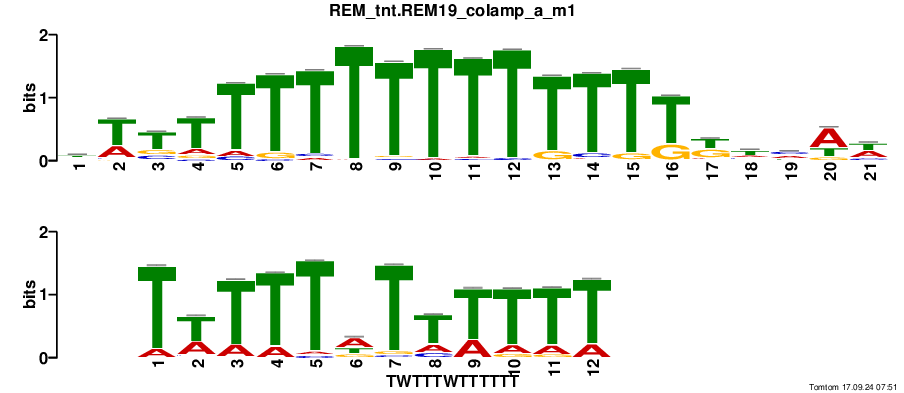 REM_tnt.REM19_colamp_a_m1
2
bits
1
0
1 2 3 4 5 6 7 8 9 10 11 12 13 14 15 16 17 18 19 20 21
2
bits
1
0
1 2 3 4 5 6 7 8 9 10 11 12
TWTTTWTTTTTT
Tomtom 17.09.24 07:51